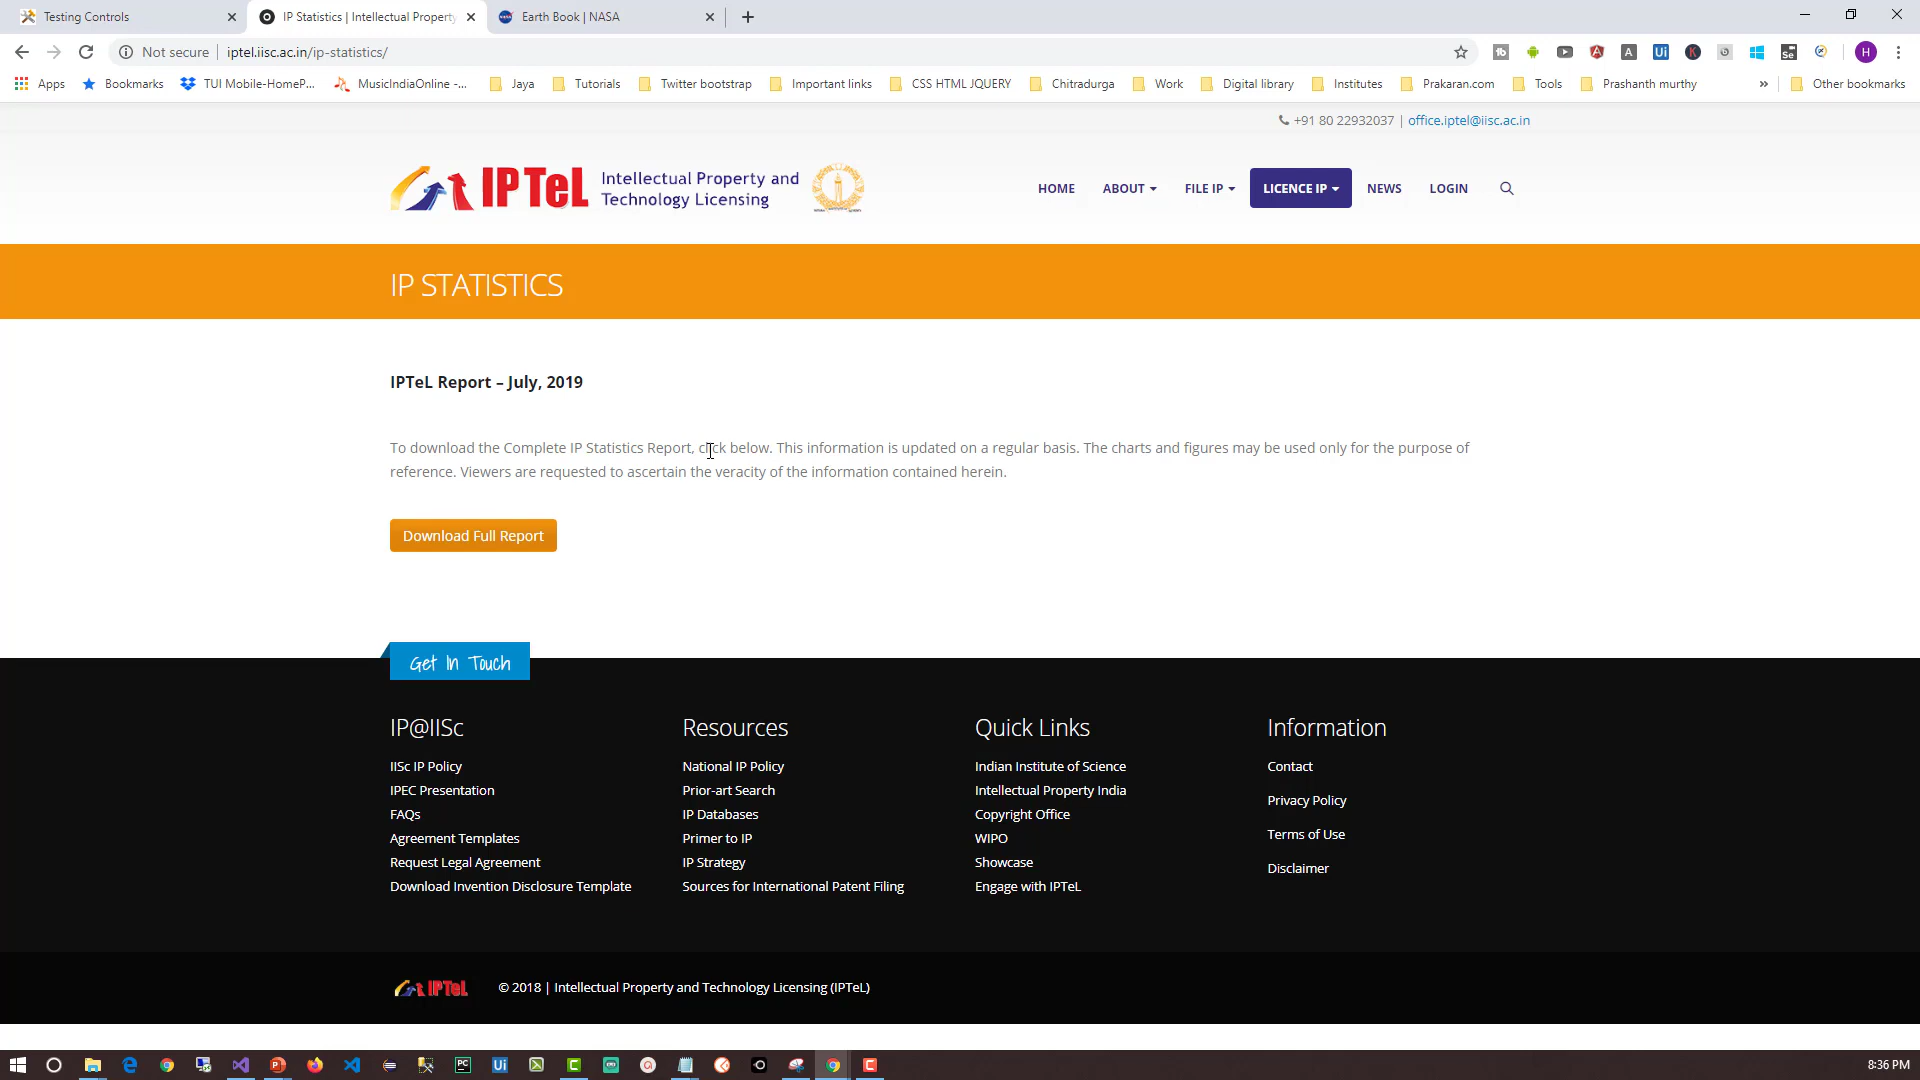 Testing Controls
IP Statistics | Intellectual Property
Earth Book | NASA
Not secure | iptel.iisc.ac.in/ip-statistics/
Apps Bookmarks TUI Mobile-HomeP... MusicIndiaOnline -... Jaya Tutorials Twitter bootstrap Important links CSS HTML JQUERY Chitradurga Work Digital library Institutes Prakaran.com Tools Prashanth murthy » Other bookmarks
+91 80 22932037 | office.iptel@iisc.ac.in
IPTeL Intellectual Property and
Technology Licensing
HOME ABOUT FILE IP LICENCE IP NEWS LOGIN
IP STATISTICS
IPTeL Report – July, 2019
To download the Complete IP Statistics Report, click below. This information is updated on a regular basis. The charts and figures may be used only for the purpose of
reference. Viewers are requested to ascertain the veracity of the information contained herein.
Download Full Report
Get In Touch
IP@IISc
IISc IP Policy
IPEC Presentation
FAQs
Agreement Templates
Request Legal Agreement
Download Invention Disclosure Template
Resources
National IP Policy
Prior-art Search
IP Databases
Primer to IP
IP Strategy
Sources for International Patent Filing
Quick Links
Indian Institute of Science
Intellectual Property India
Copyright Office
WIPO
Showcase
Engage with IPTeL
Information
Contact
Privacy Policy
Terms of Use
Disclaimer
IPTeL
© 2018 | Intellectual Property and Technology Licensing (IPTeL)
8:36 PM